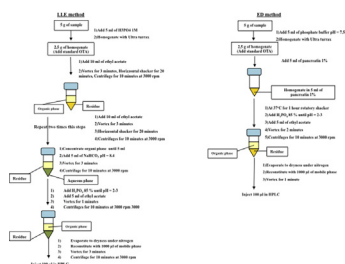 LLE method
5 g of sample
1)Add 5 ml of H3PO4 1M
2)Homogenate with Ultra turrax
2,5 g of homogenate
(Add standard OTA)
1)Add 10 ml of ethyl acetate
2)Vortex for 3 minutes, Horizontal shacker for 20
minutes, Centrifuge for 10 minutes at 3000 rpm
Organic phase
Residue
1)Add 10 ml of ethyl acetate
2)Vortex for 3 minutes
3)Horizontal shacker for 20 minutes
4)Centrifuges for 10 minutes at 3000 rpm
Repeat two times this steps
1)Concentrate organic phase until 5 ml
2)Add 5 ml of NaHCO3 pH = 8.4
3)Vortex for 3 minutes
4)Centrifuge for 10 minutes at 3000 rpm
Residue
Aqueous phase
1) Add H3PO4 85 % until pH = 2-3
2) Add 5 ml of ethyl acetate
3) Vortex for 3 minutes
4) Centrifuges for 10 minutes at 3000 rpm 3000
Organic phase
Residue
1) Evaporate to dryness under nitrogen
2) Reconstitute with 100 µl of mobile phase
3) Vortex for 3 minutes
4) Centrifuge for 10 minutes at 3000 rpm
ED method
5 g of sample
1)Add 5 ml of phosphate buffer pH = 7.5
2)Homogenate with Ultra turrax
2,5 g of homogenate
(Add standard OTA)
Add 5 ml of pancreatin 1%
Homogenate in 5 ml of
pancreatin 1%
1)At 37°C for 1 hour rotatory shacker
2)Add H3PO4 85 % until pH = 2-3
3)Add 5 ml of ethyl acetate
4)Vortex for 2 minutes
5)Centrifuges for 10 minutes at 3000 rpm
Organic phase
Residue
1)Evaporate to dryness under nitrogen
2)Reconstitute with 100 µl of mobile phase
3)Vortex for 1 minute
Inject 100 µl in HPLC